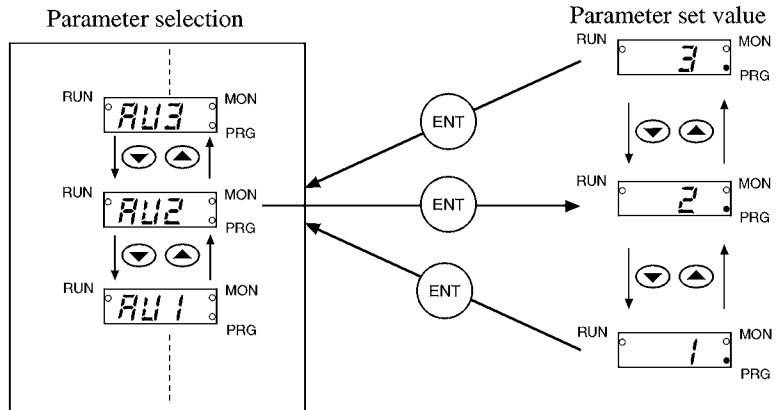 Parameter selection
Parameter set value
RUN 3 MON
PRG
RUN AU3 MON
PRG
ENT
RUN AU2 MON
PRG
ENT
RUN 2 MON
PRG
RUN AU1 MON
PRG
ENT
RUN 1 MON
PRG